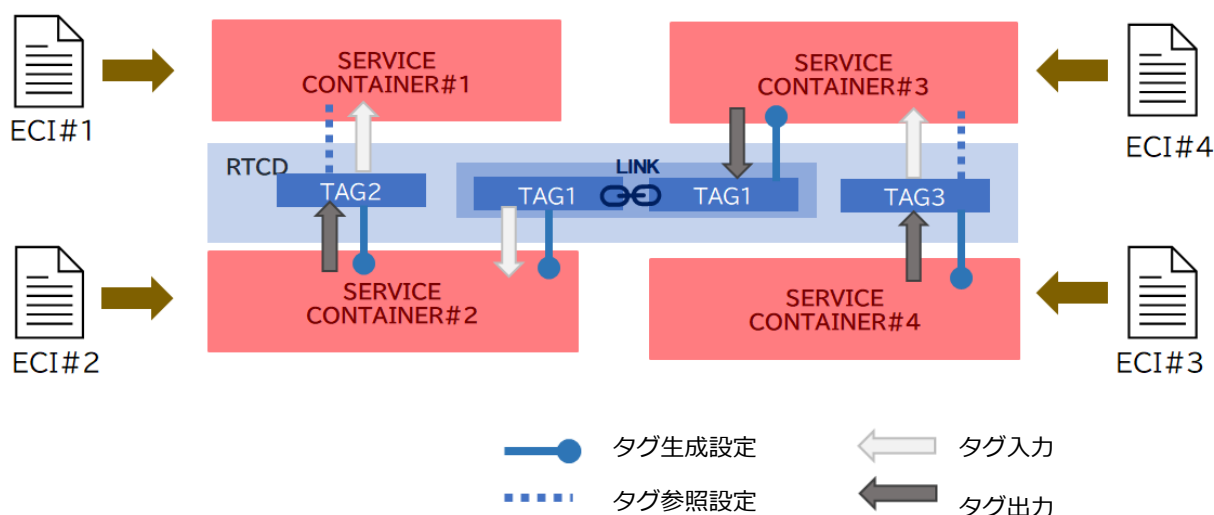 SERVICE
CONTAINER#1
SERVICE
CONTAINER#3
ECI#1
ECI#4
RTCD
LINK
TAG2
TAG1
TAG1
TAG3
SERVICE
CONTAINER#2
SERVICE
CONTAINER#4
ECI#2
ECI#3
タグ生成設定
タグ入力
タグ参照設定
タグ出力